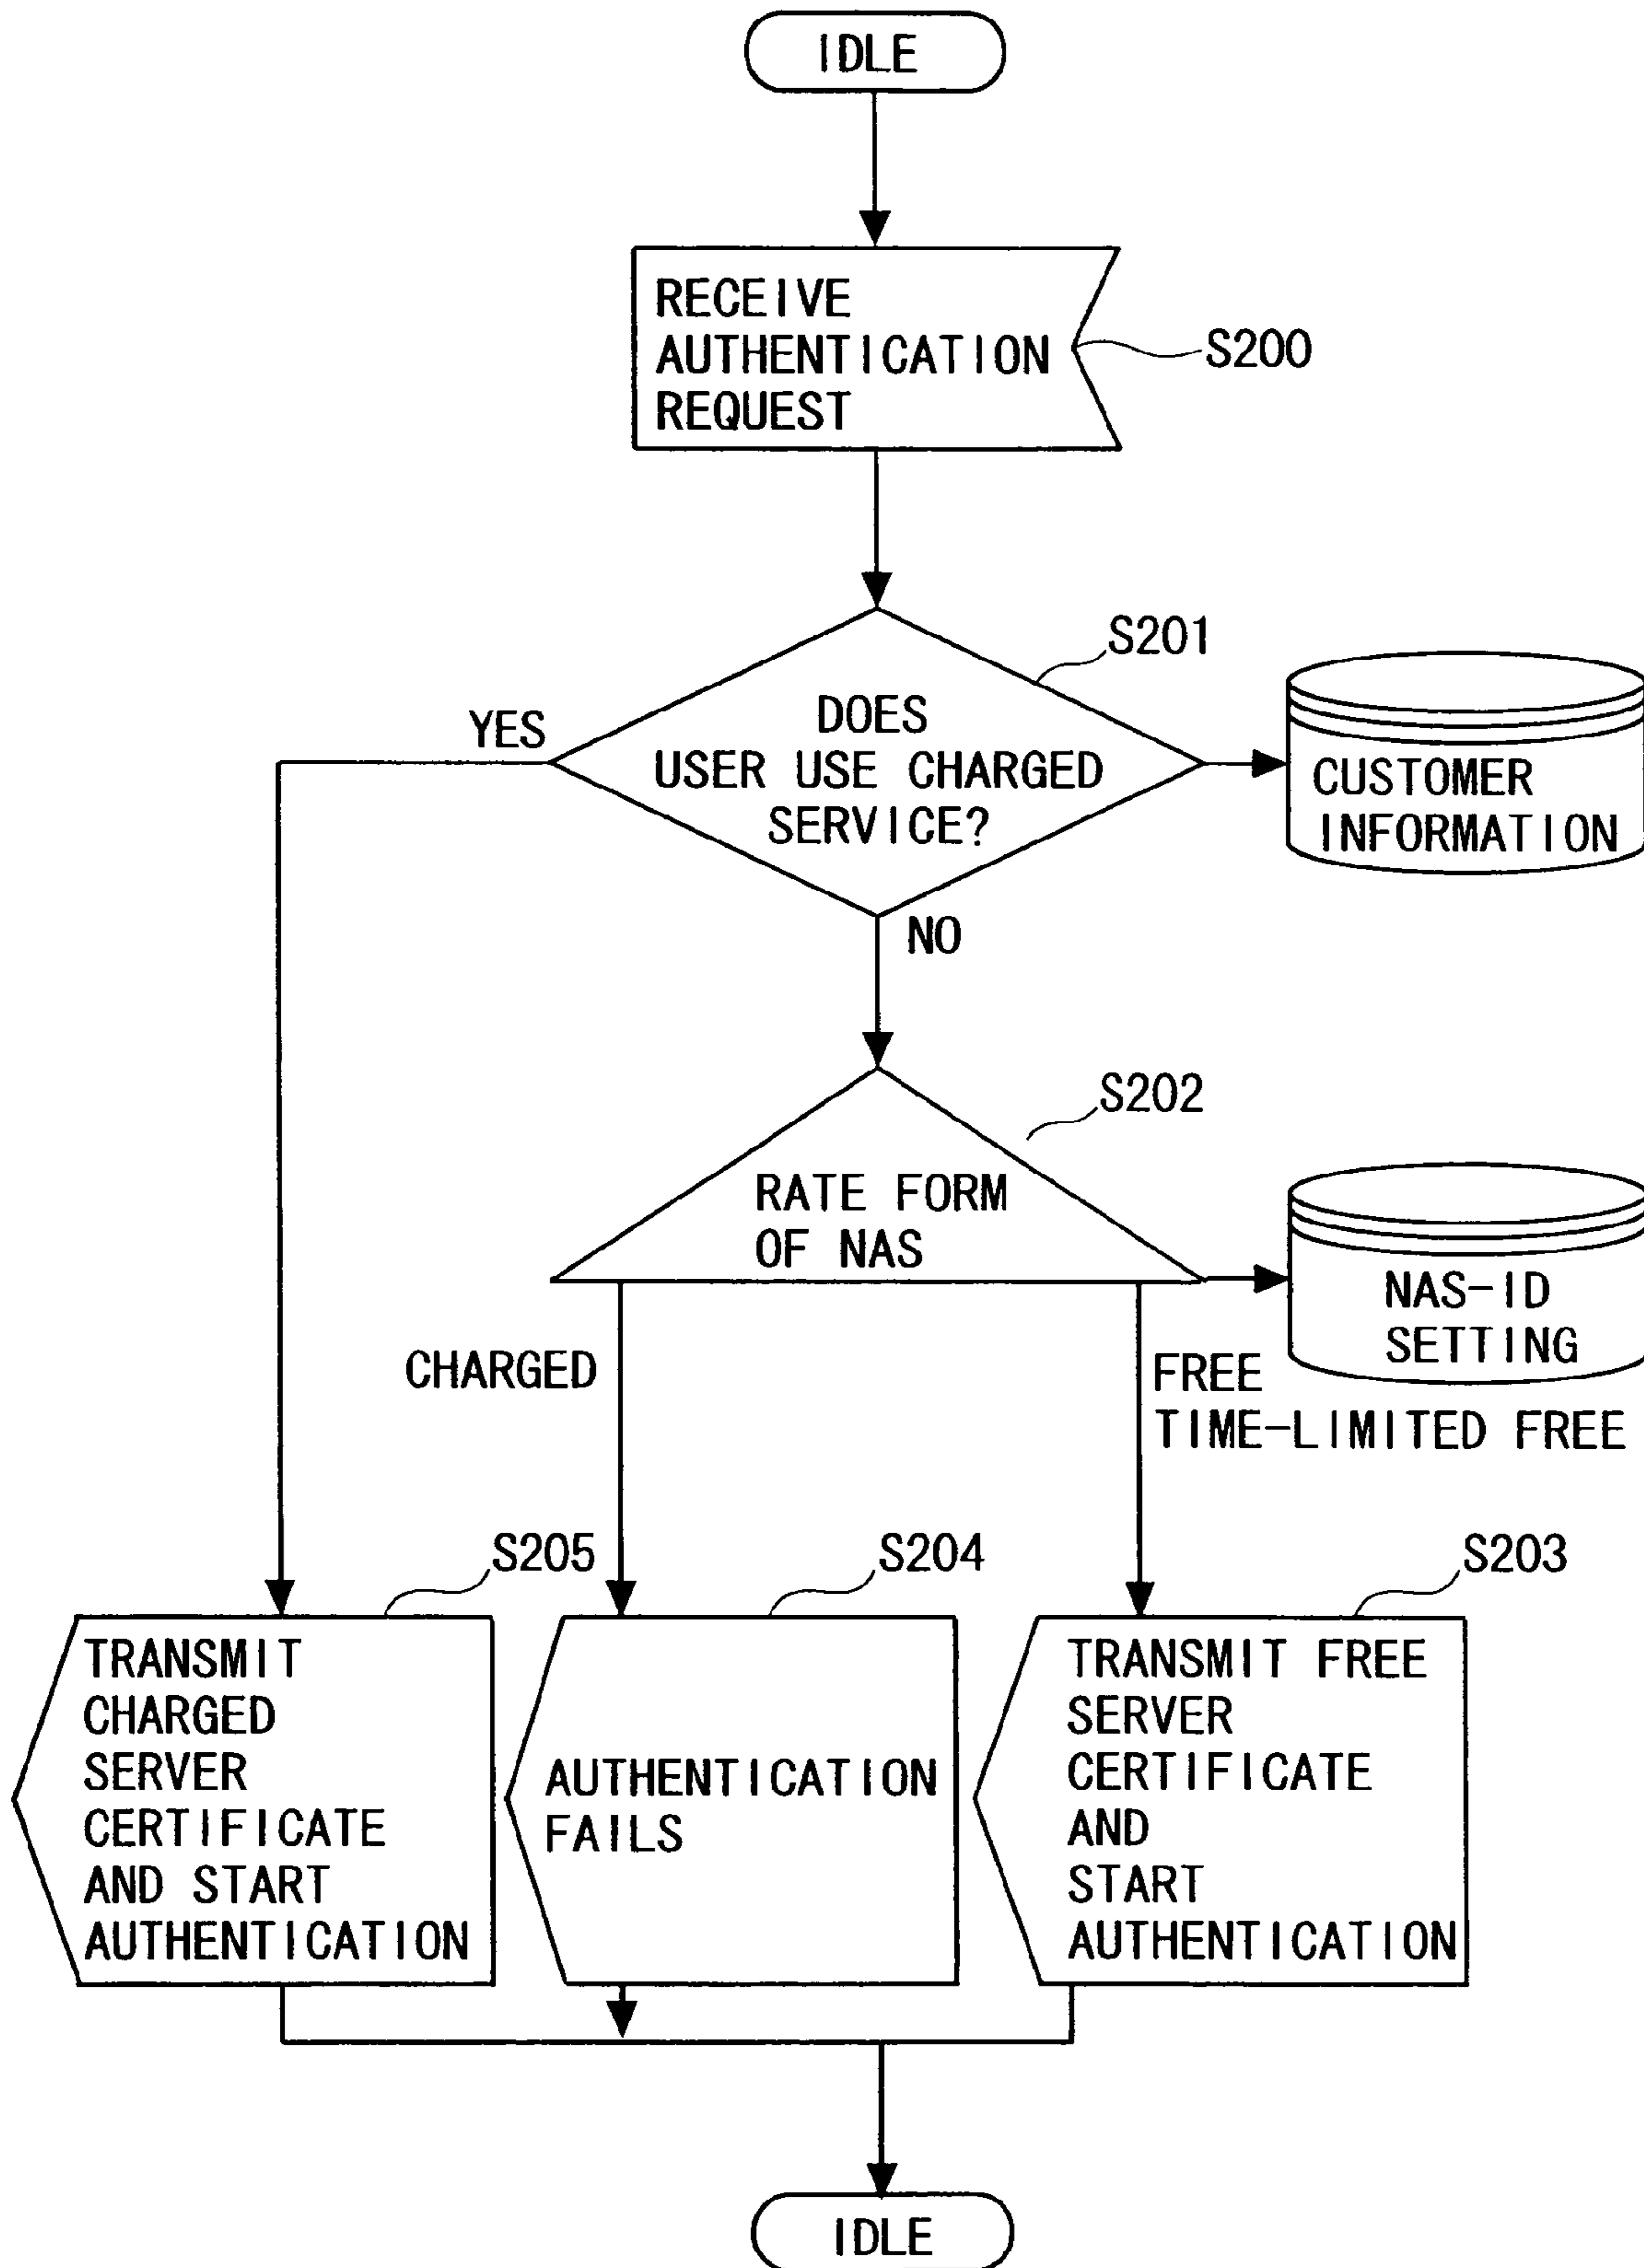 IDLE
RECEIVE
AUTHENTICATION
REQUEST
S200
S201
DOES
USER USE CHARGED
SERVICE?
YES
CUSTOMER
INFORMATION
NO
S202
RATE FORM
OF NAS
NAS-ID
SETTING
CHARGED
FREE
TIME-LIMITED FREE
S205
S204
S203
TRANSMIT
CHARGED
SERVER
CERTIFICATE
AND START
AUTHENTICATION
AUTHENTICATION
FAILS
TRANSMIT FREE
SERVER
CERTIFICATE
AND
START
AUTHENTICATION
IDLE